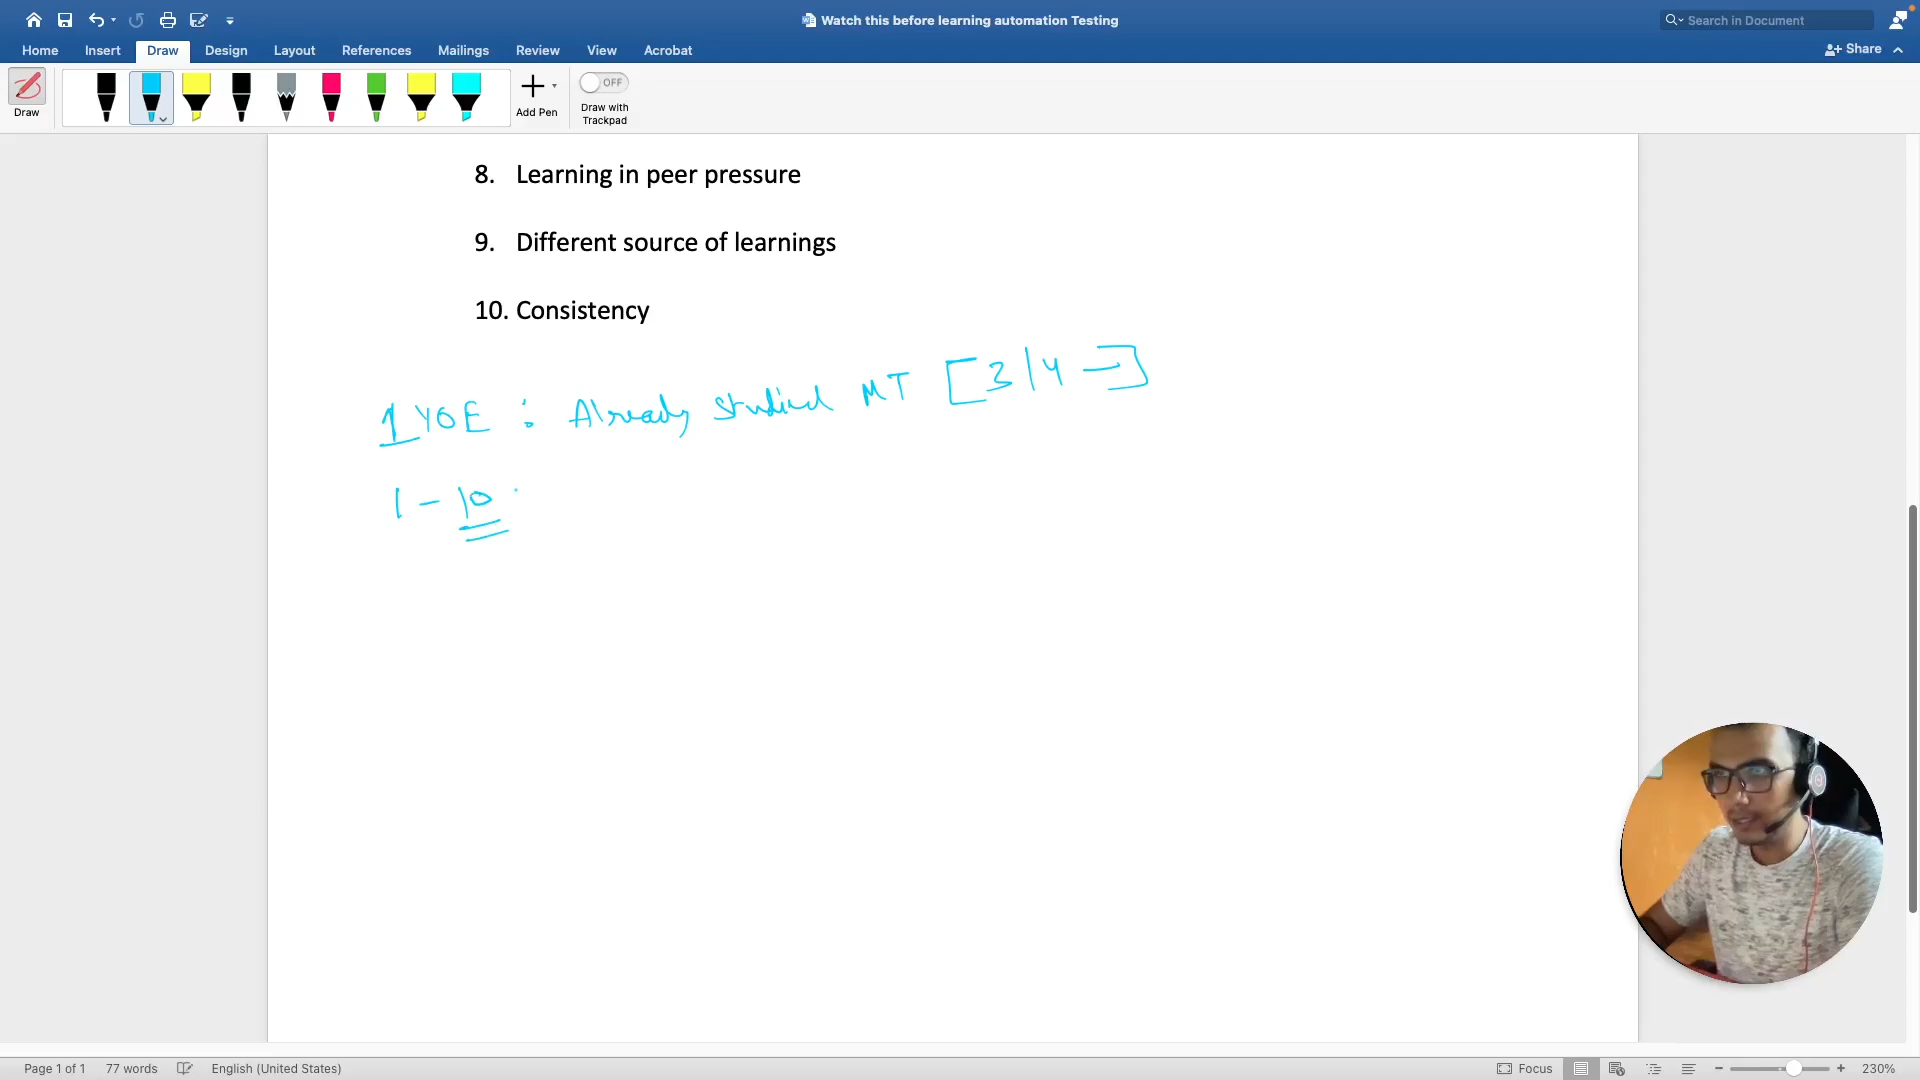 Watch this before learning automation Testing
Search in Document
Home Insert Draw Design Layout References Mailings Review View Acrobat
Share
Draw
Add Pen
OFF
Draw with
Trackpad
8. Learning in peer pressure
9. Different source of learnings
10. Consistency
1 YOE : Already studied MT [3/4 —]
1 - 10
Page 1 of 1 77 words English (United States) Focus 230%